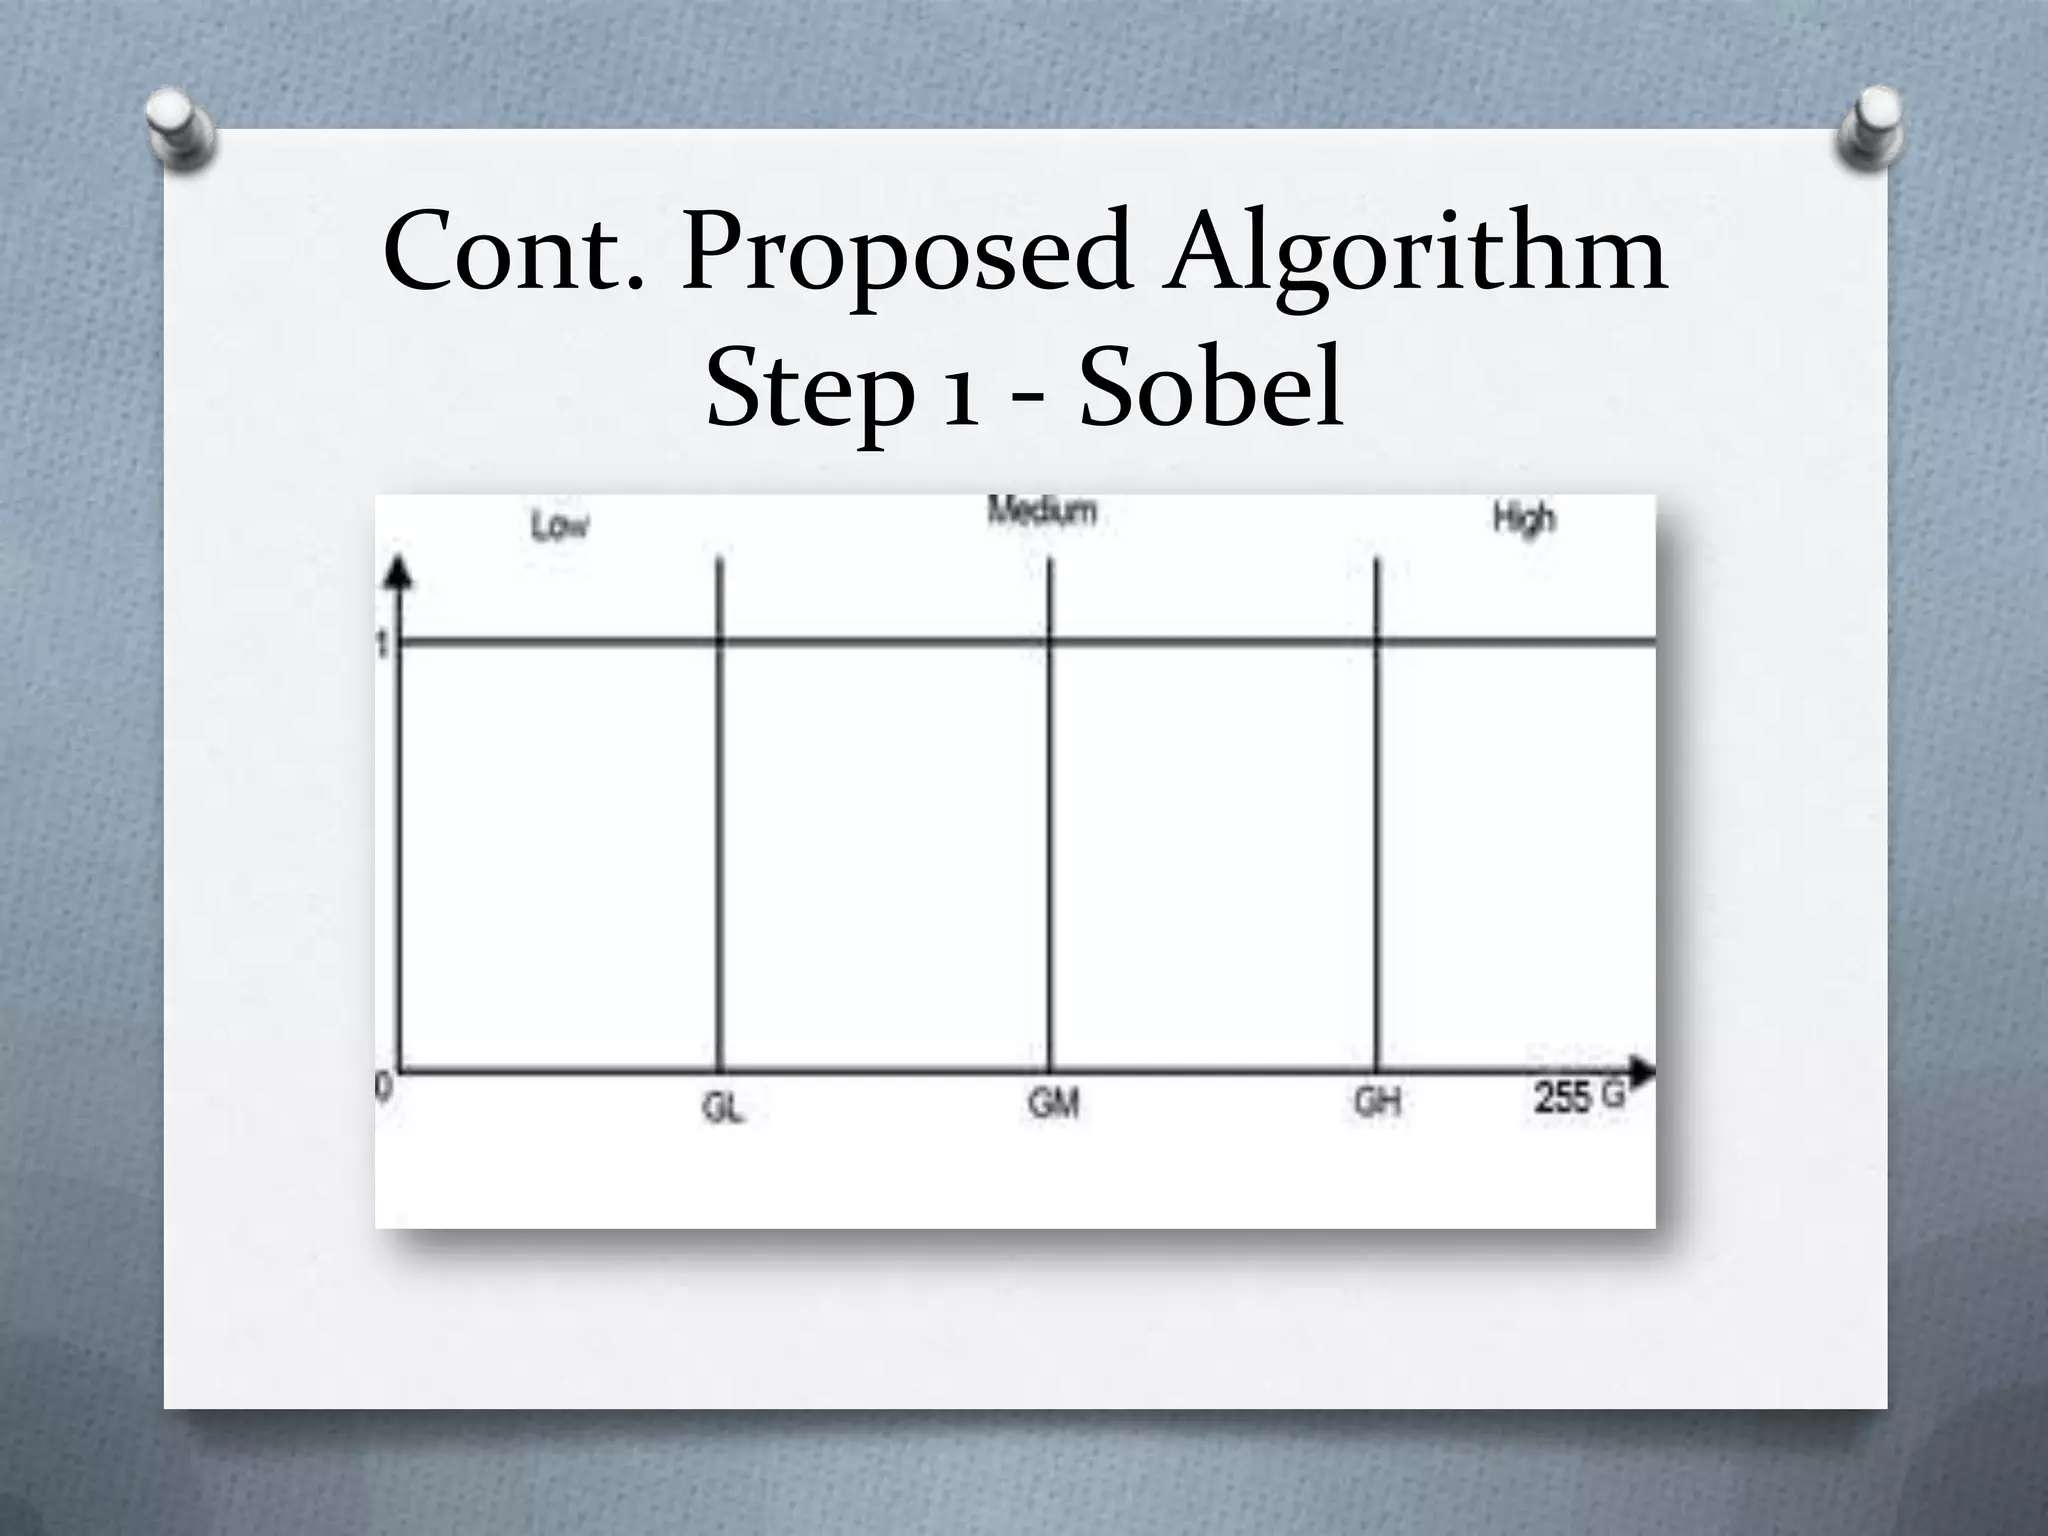 Cont. Proposed Algorithm
Step 1 - Sobel
Low
Medium
High
1
0
GL
GM
GH
255 G